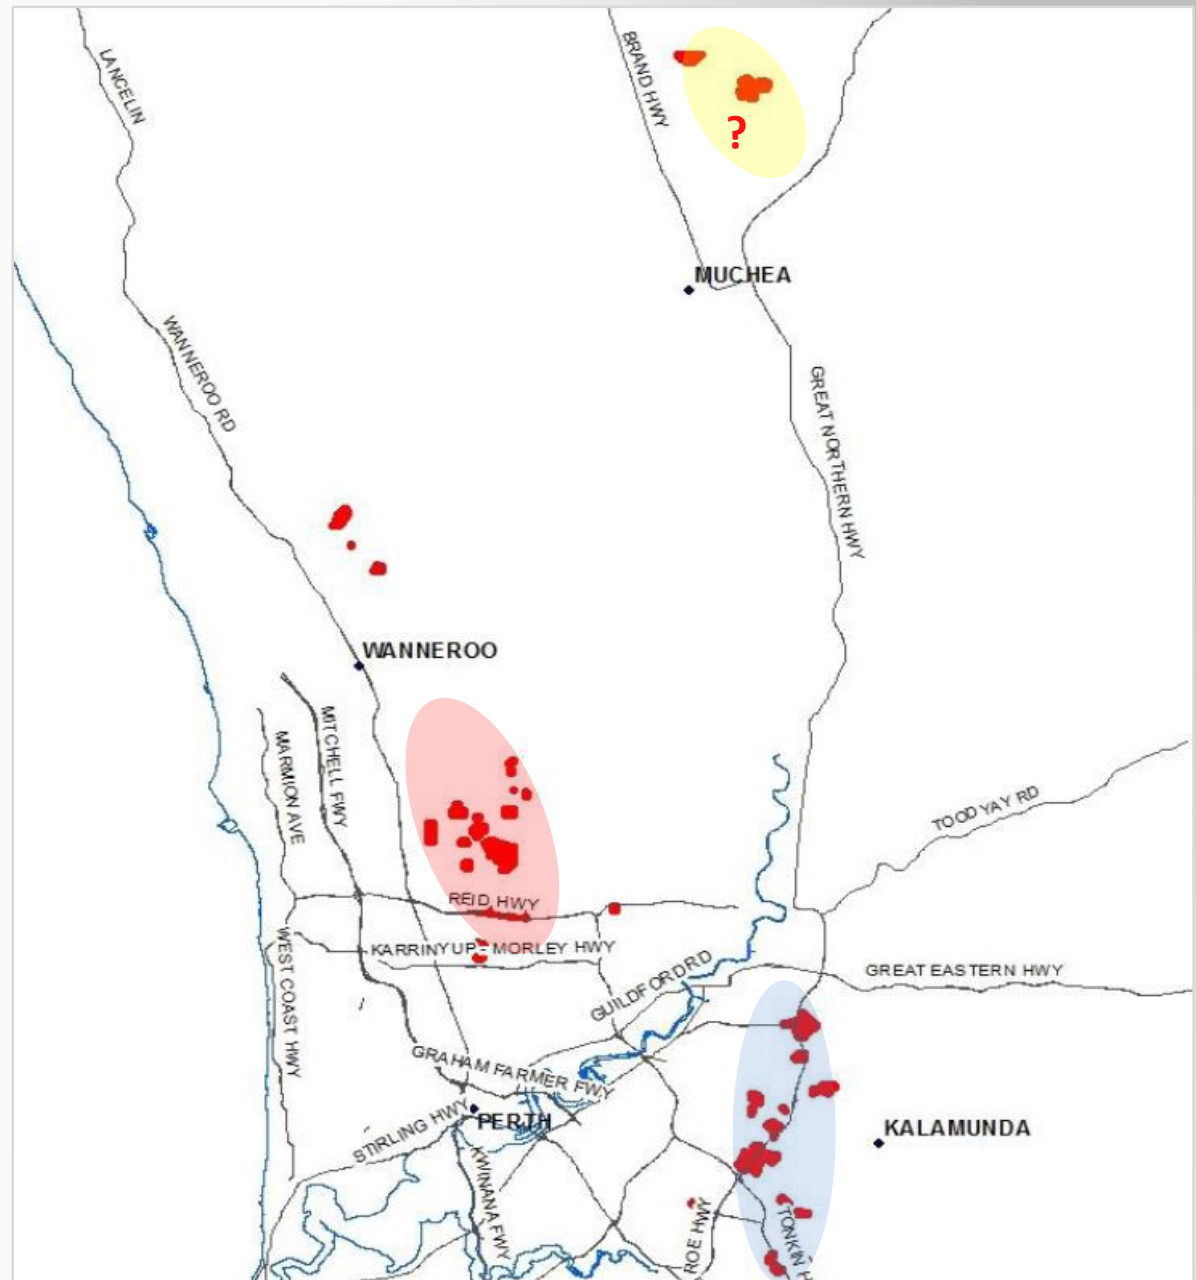 LANCELIN
BRAND HWY
?
MUCHEA
WANNEROO RD
GREAT NORTHERN HWY
WANNEROO
MITCHELL FWY
MARMION AVE
TOODYAY RD
REID HWY
KARRINYUP - MORLEY HWY
WEST COAST HWY
GUILDFORD RD
GREAT EASTERN HWY
GRAHAM FARMER FWY
STIRLING HWY
PERTH
KALAMUNDA
KWINANA FWY
ROE HWY
TONKIN H